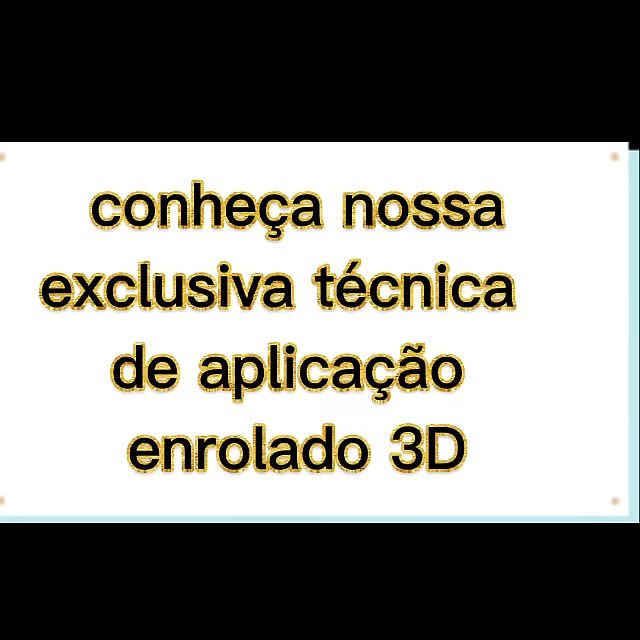 conheça nossa
exclusiva técnica
de aplicação
enrolado 3D